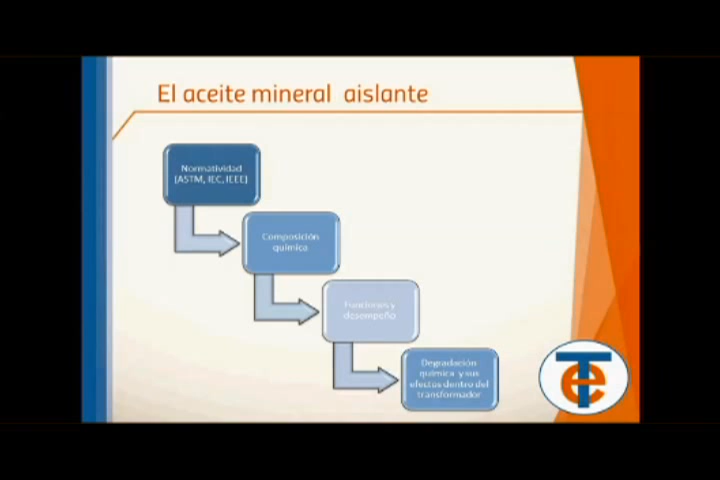 El aceite mineral aislante
Normatividad
(ASTM, IEC, IEEE)
Composición
química
Funciones y
desempeño
Degradación
química y sus
efectos dentro del
transformador
Te